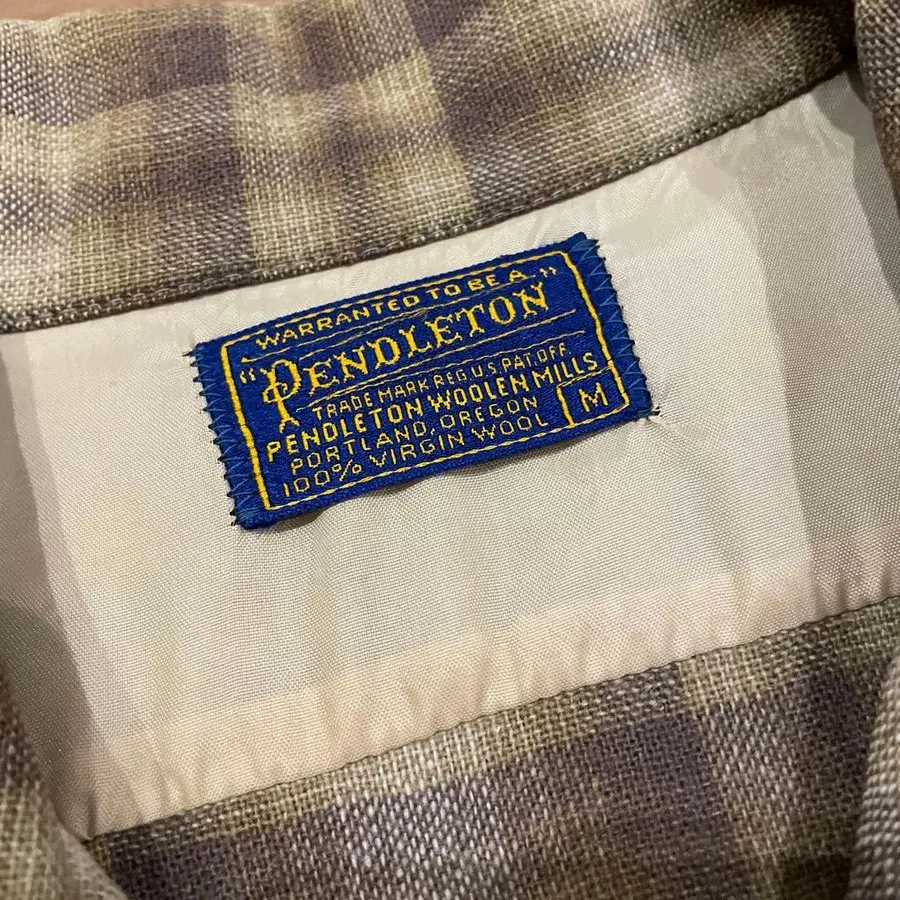 WARRANTED TO BE A
"PENDLETON"
TRADE MARK REG.U.S.PAT.OFF.
PENDLETON WOOLEN MILLS
PORTLAND, OREGON
100% VIRGIN WOOL
M